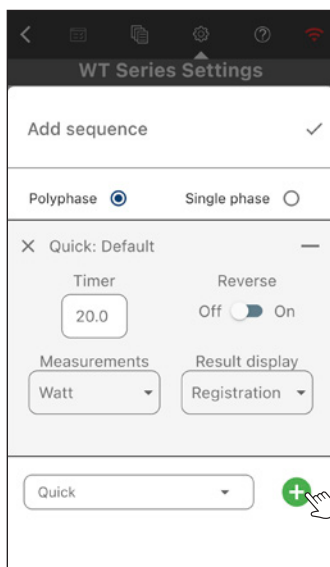 WT Series Settings
Add sequence
Polyphase Single phase
Quick: Default
Timer Reverse
20.0 Off On
Measurements Result display
Watt Registration
Quick